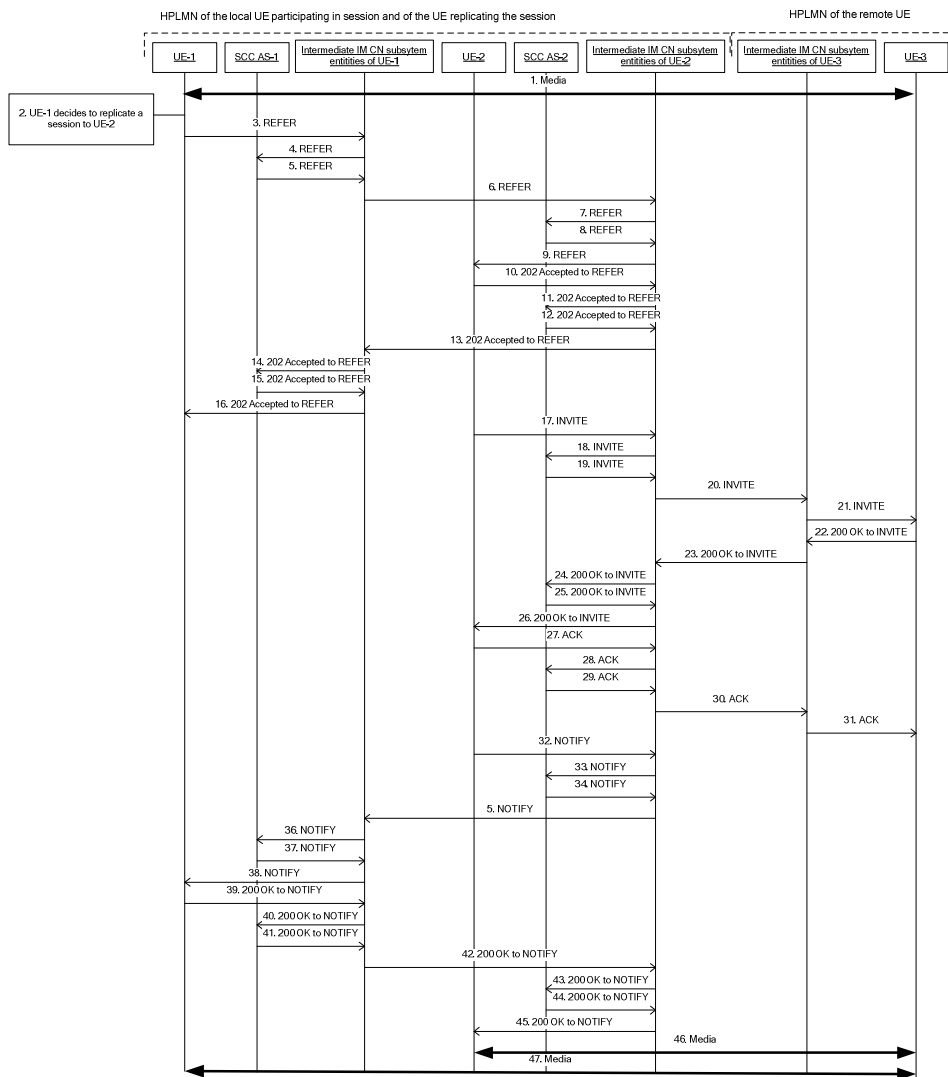 HPLMN of the local UE participating in session and of the UE replicating the session
HPLMN of the remote UE
UE-1
SCC AS-1
Intermediate IM CN subsytem
entitities of UE-1
UE-2
SCC AS-2
Intermediate IM CN subsytem
entities of UE-2
Intermediate IM CN subsystem
entities of UE-3
UE-3
1. Media
2. UE-1 decides to replicate a
session to UE-2
3. REFER
4. REFER
5. REFER
6. REFER
7. REFER
8. REFER
9. REFER
10. 202 Accepted to REFER
11. 202 Accepted to REFER
12. 202 Accepted to REFER
13. 202 Accepted to REFER
14. 202 Accepted to REFER
15. 202 Accepted to REFER
16. 202 Accepted to REFER
17. INVITE
18. INVITE
19. INVITE
20. INVITE
21. INVITE
22. 200 OK to INVITE
23. 200 OK to INVITE
24. 200 OK to INVITE
25. 200 OK to INVITE
26. 200 OK to INVITE
27. ACK
28. ACK
29. ACK
30. ACK
31. ACK
32. NOTIFY
33. NOTIFY
34. NOTIFY
5. NOTIFY
36. NOTIFY
37. NOTIFY
38. NOTIFY
39. 200 OK to NOTIFY
40. 200 OK to NOTIFY
41. 200 OK to NOTIFY
42. 200 OK to NOTIFY
43. 200 OK to NOTIFY
44. 200 OK to NOTIFY
45. 200 OK to NOTIFY
46. Media
47. Media